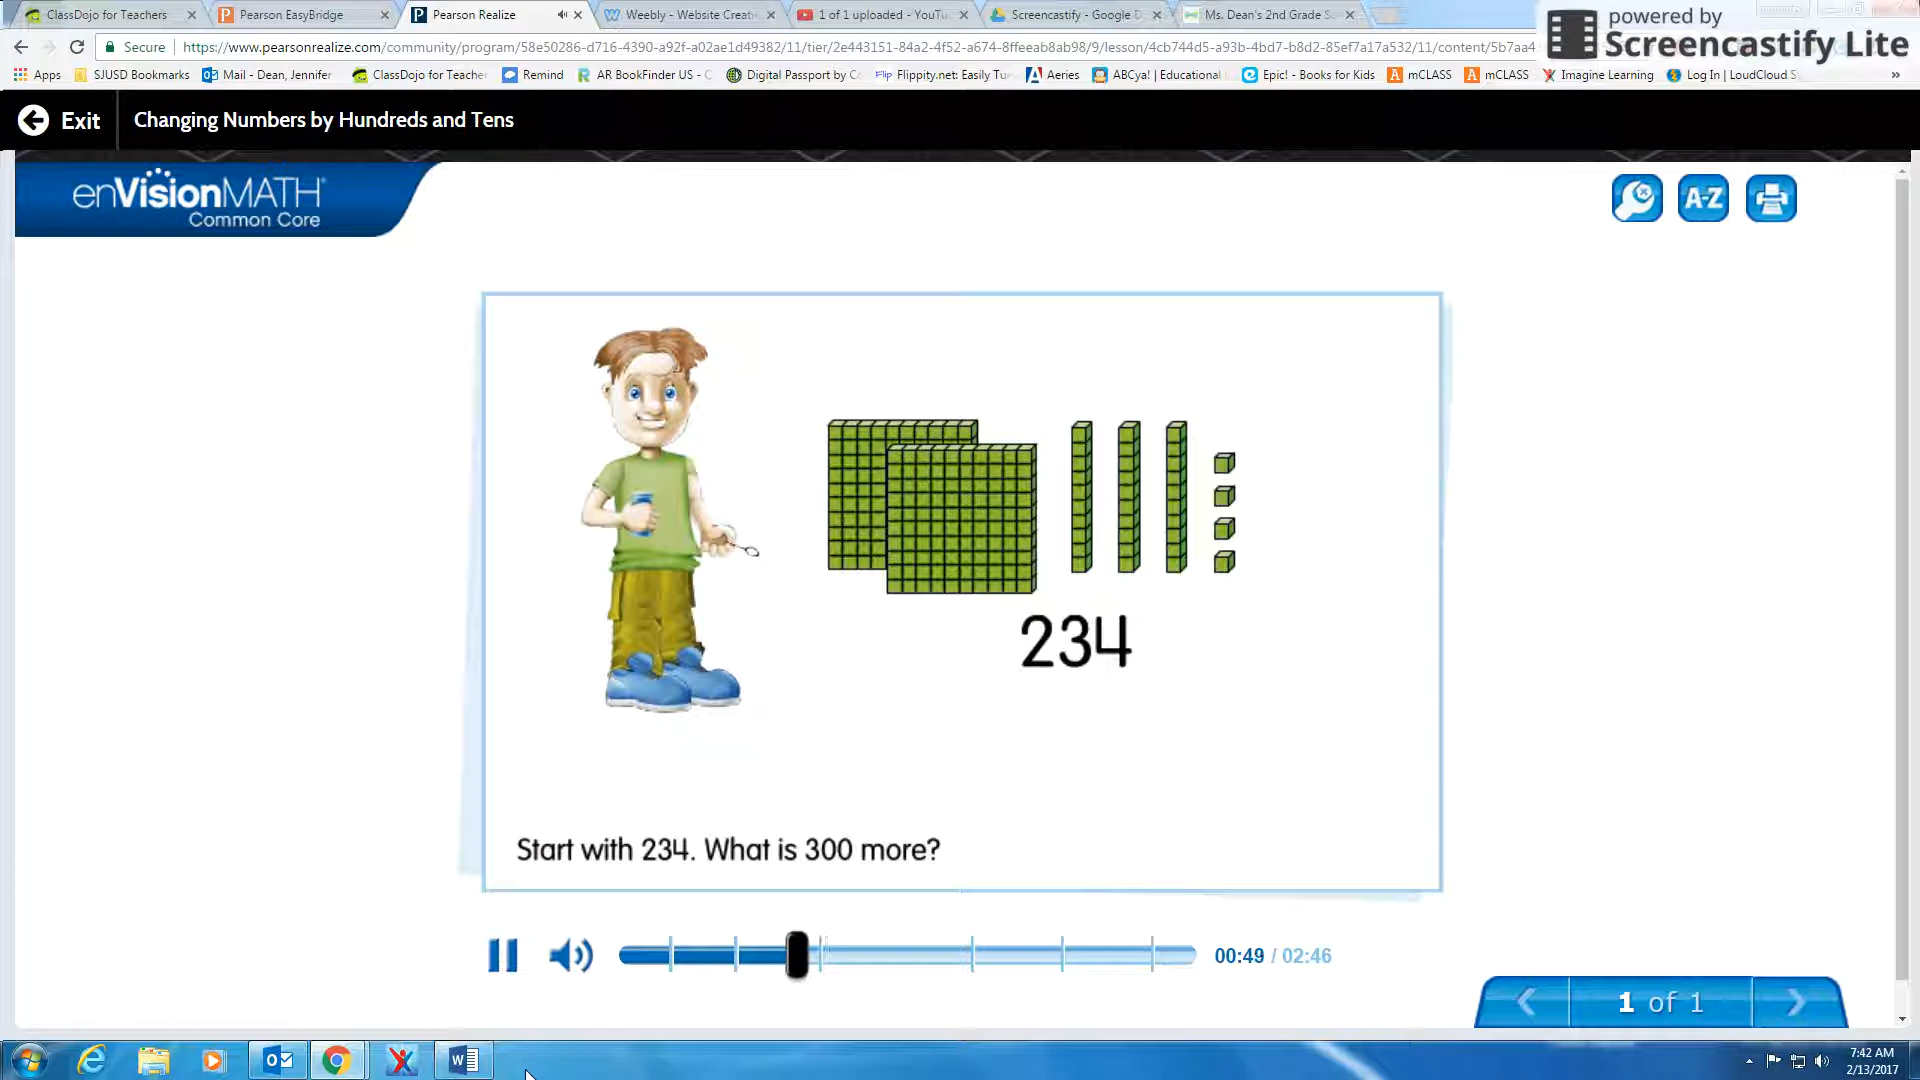 ClassDojo for Teachers
Pearson EasyBridge
Pearson Realize
Weebly - Website Creat
1 of 1 uploaded - YouTu
Screencastify - Google D
Ms. Dean's 2nd Grade S
powered by
Screencastify Lite
Secure
https://www.pearsonrealize.com/community/program/58e50286-d716-4390-a92f-a02ae1d49382/11/tier/2e443151-84a2-4f52-a674-8ffeeab8ab98/9/lesson/4cb744d5-a93b-4bd7-b8d2-85ef7a17a532/11/content/5b7aa4
Apps
SJUSD Bookmarks
Mail - Dean, Jennifer
ClassDojo for Teache
Remind
AR BookFinder US - C
Digital Passport by C
Flip Flippity.net: Easily Tu
Aeries
ABCya! | Educational
Epic! - Books for Kids
mCLASS
mCLASS
Imagine Learning
Log In | LoudCloud S
»
Exit
Changing Numbers by Hundreds and Tens
enVisionMATH
Common Core
A-Z
234
Start with 234. What is 300 more?
00:49 / 02:46
1 of 1
7:42 AM
2/13/2017